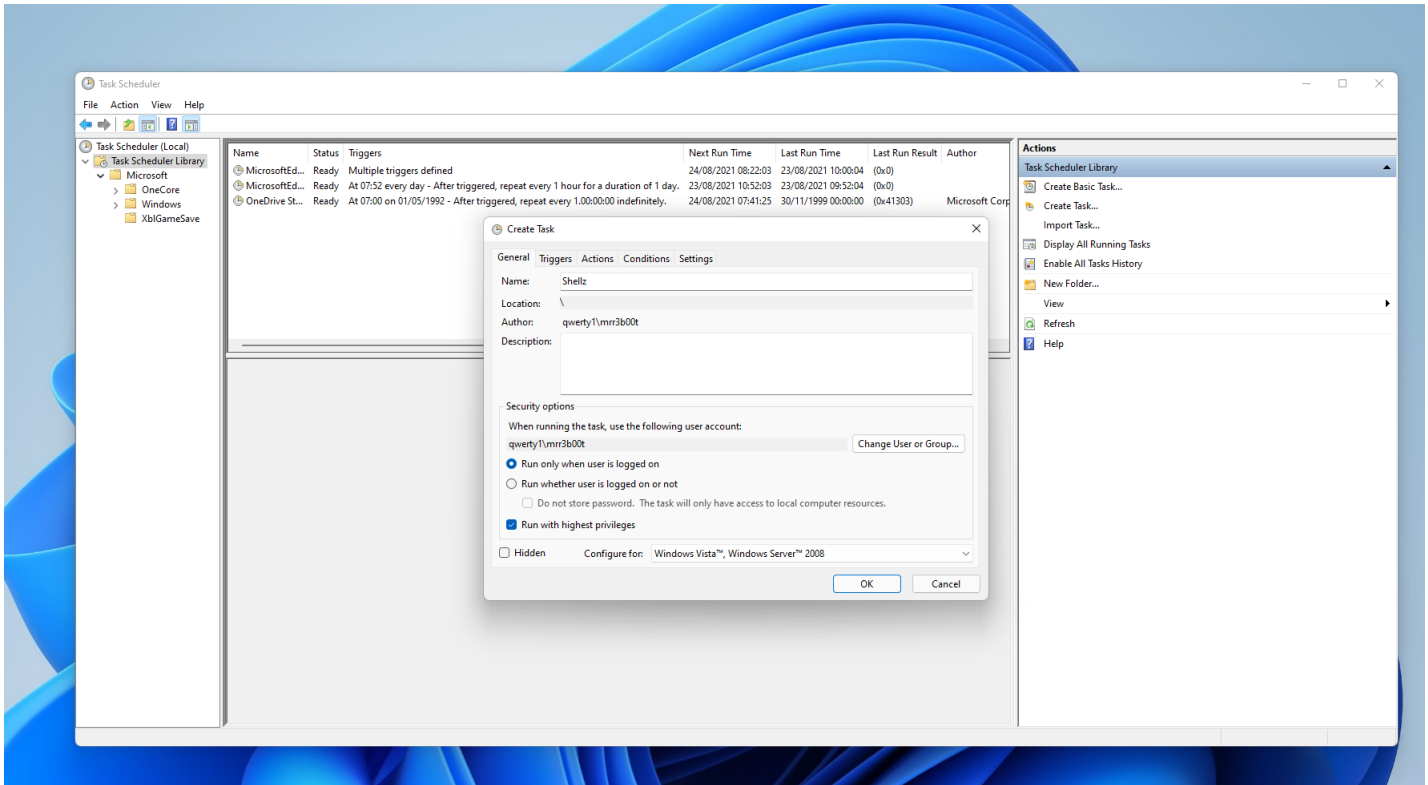 Task Scheduler
File Action View Help
Task Scheduler (Local)
Task Scheduler Library
Microsoft
OneCore
Windows
XblGameSave
Name Status Triggers Next Run Time Last Run Time Last Run Result Author
MicrosoftEd... Ready Multiple triggers defined 24/08/2021 08:22:03 23/08/2021 10:00:04 (0x0)
MicrosoftEd... Ready At 07:52 every day - After triggered, repeat every 1 hour for a duration of 1 day. 23/08/2021 10:52:03 23/08/2021 09:52:04 (0x0)
OneDrive St... Ready At 07:00 on 01/05/1992 - After triggered, repeat every 1.00:00:00 indefinitely. 24/08/2021 07:41:25 30/11/1999 00:00:00 (0x41303) Microsoft Corp
Create Task
General Triggers Actions Conditions Settings
Name: Shellz
Location: \
Author: qwerty1\mrr3b00t
Description:
Security options
When running the task, use the following user account:
qwerty1\mrr3b00t Change User or Group...
Run only when user is logged on
Run whether user is logged on or not
Do not store password. The task will only have access to local computer resources.
Run with highest privileges
Hidden Configure for: Windows Vista™, Windows Server™ 2008
OK Cancel
Actions
Task Scheduler Library
Create Basic Task...
Create Task...
Import Task...
Display All Running Tasks
Enable All Tasks History
New Folder...
View
Refresh
Help